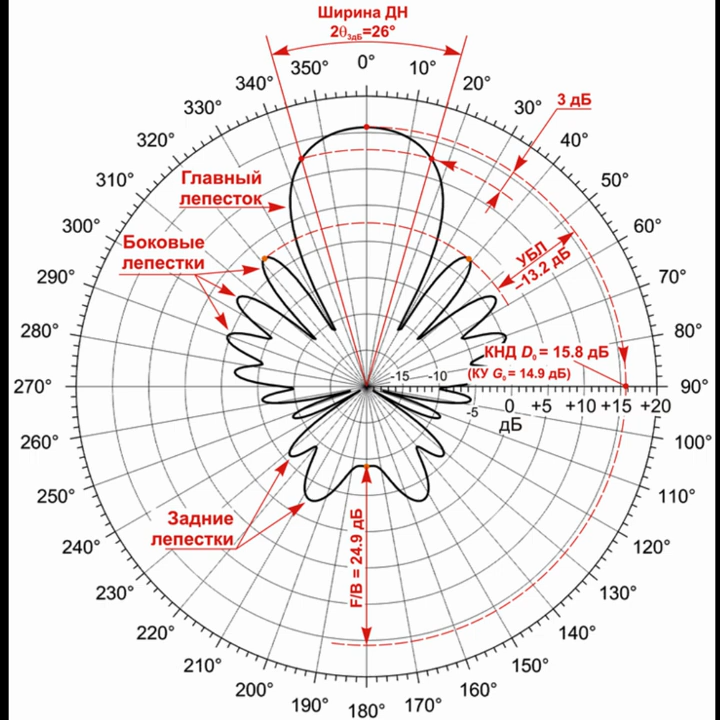 Ширина ДН
2θ3дБ=26°
0°
350°
10°
340°
20°
330°
30°
3 дБ
320°
40°
310°
50°
Главный
лепесток
300°
60°
Боковые
лепестки
УБЛ
−13.2 дБ
290°
70°
280°
80°
КНД D₀ = 15.8 дБ
(КУ G₀ = 14.9 дБ)
270°
-15
-10
90°
-5
0
+5
+10
+15
+20
дБ
260°
100°
250°
110°
Задние
лепестки
F/B = 24.9 дБ
240°
120°
230°
130°
220°
140°
210°
150°
200°
160°
190°
170°
180°